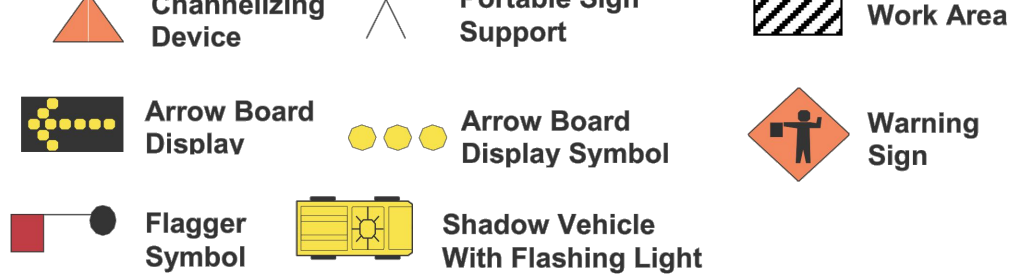 Channelizing
Device
Portable Sign
Support
Work Area
Arrow Board
Display
Arrow Board
Display Symbol
Warning
Sign
Flagger
Symbol
Shadow Vehicle
With Flashing Light